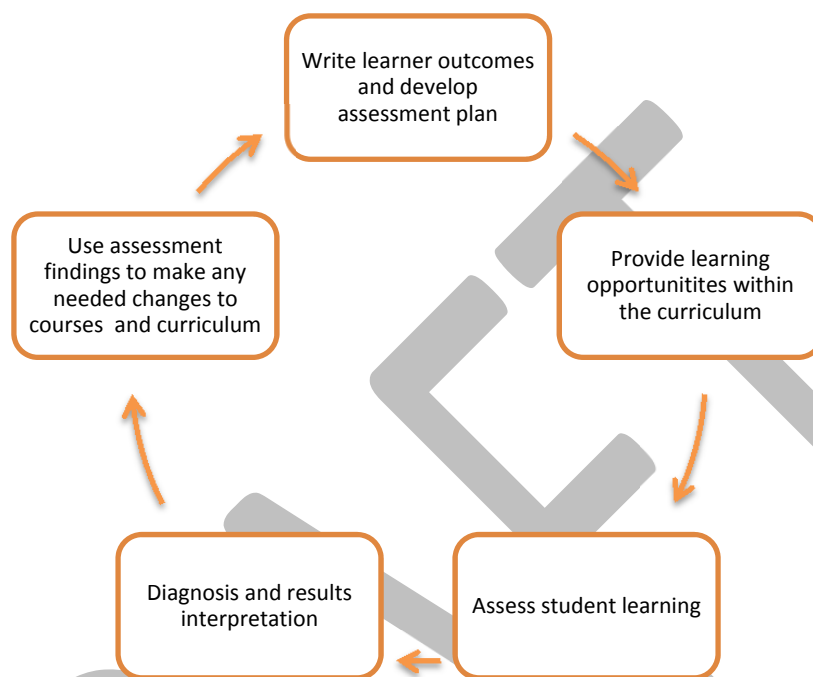 Write learner outcomes
and develop
assessment plan
Provide learning
opportunitites within
the curriculum
Assess student learning
Diagnosis and results
interpretation
Use assessment
findings to make any
needed changes to
courses and curriculum